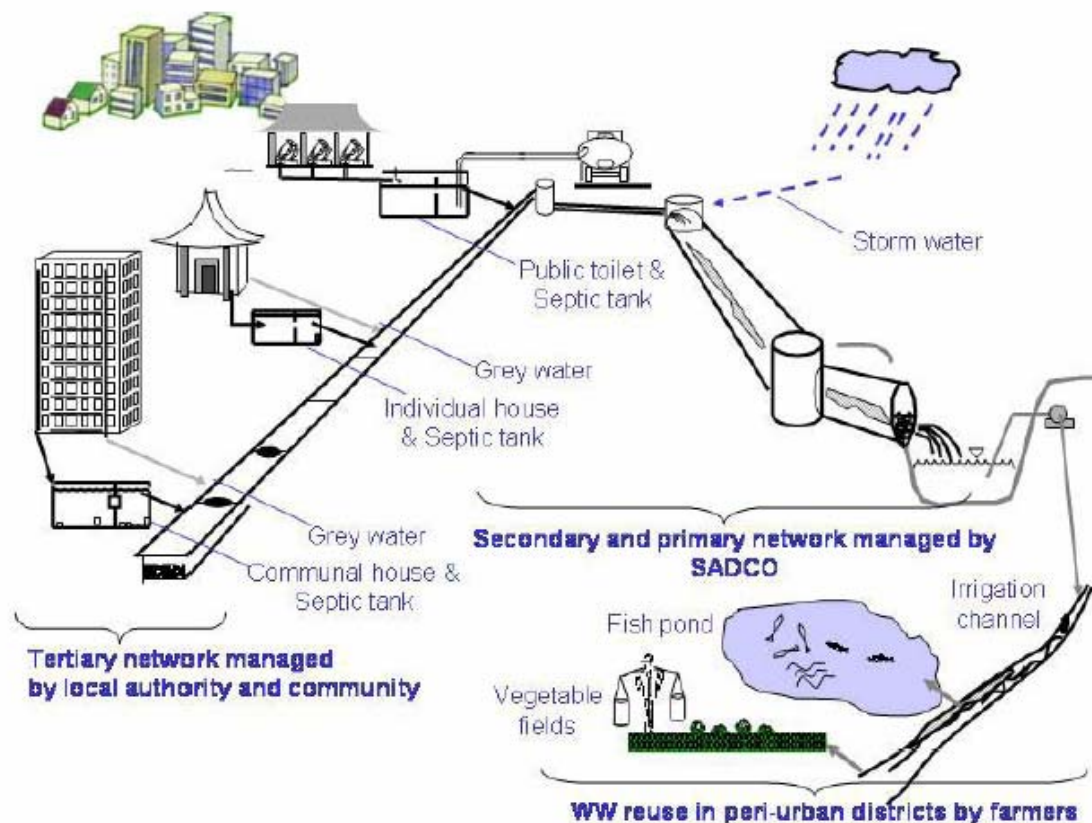 Storm water
Public toilet &
Septic tank
Grey water
Individual house
& Septic tank
Grey water
Communal house &
Septic tank
Secondary and primary network managed by
SADCO
Tertiary network managed
by local authority and community
Irrigation
channel
Fish pond
Vegetable
fields
WW reuse in peri-urban districts by farmers